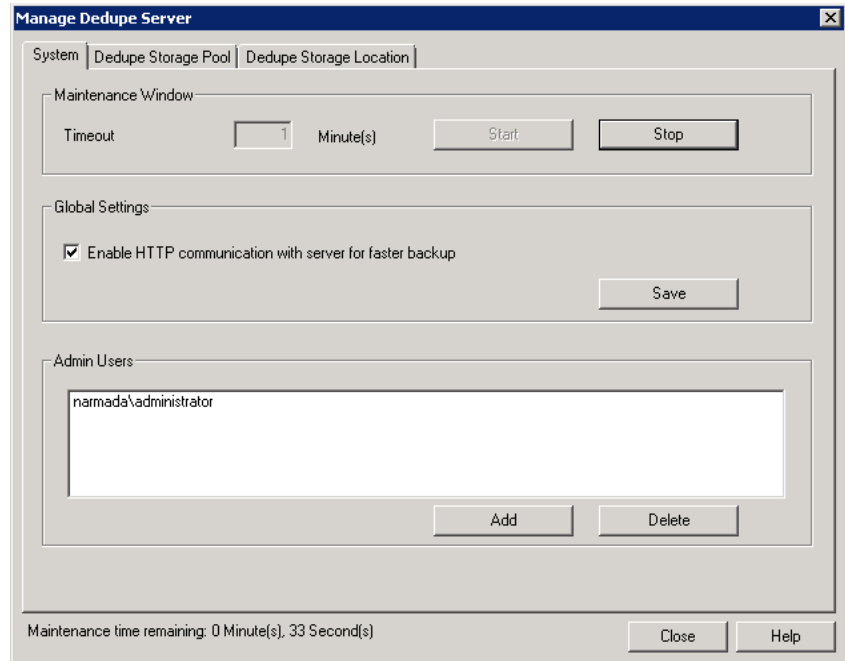 Manage Dedupe Server
System Dedupe Storage Pool Dedupe Storage Location
Maintenance Window
Timeout 1 Minute(s) Start Stop
Global Settings
Enable HTTP communication with server for faster backup
Save
Admin Users
narmada\administrator
Add Delete
Maintenance time remaining: 0 Minute(s), 33 Second(s)
Close Help